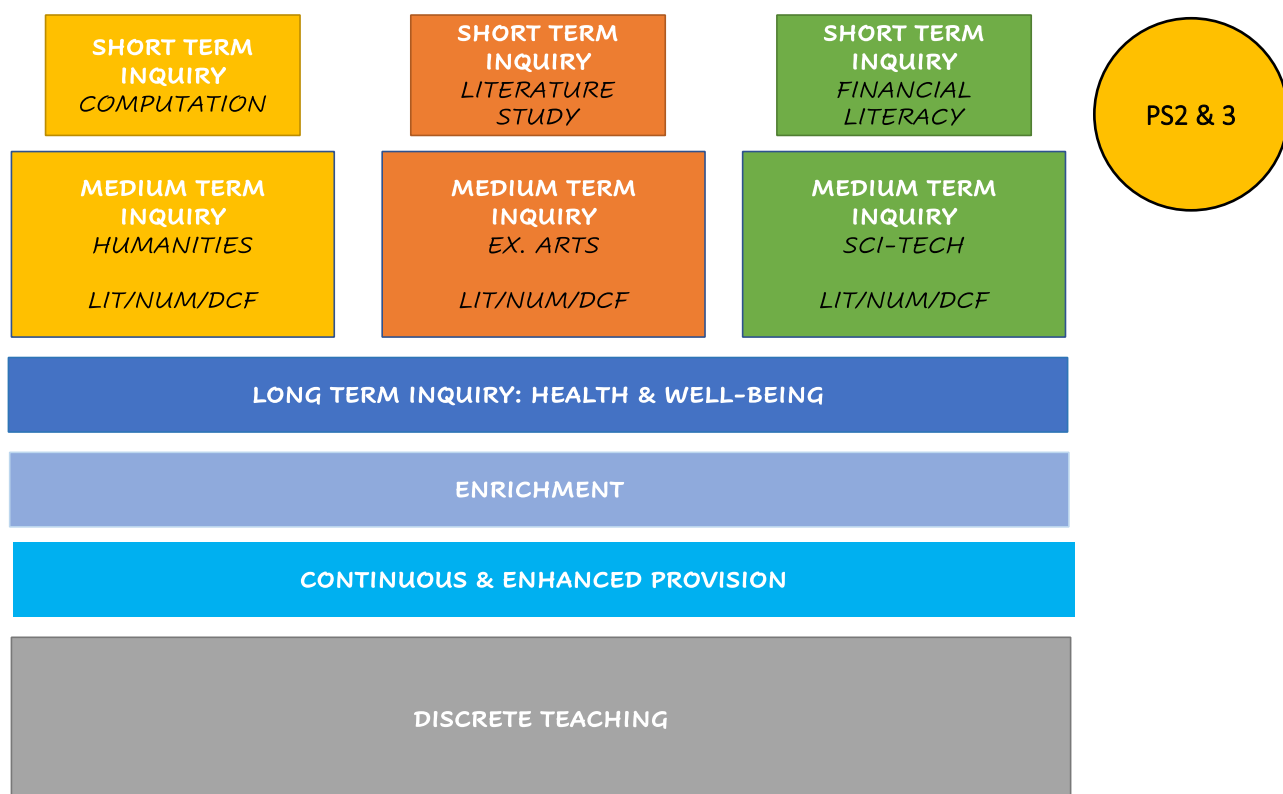 SHORT TERM
INQUIRY
COMPUTATION
SHORT TERM
INQUIRY
LITERATURE
STUDY
SHORT TERM
INQUIRY
FINANCIAL
LITERACY
PS2 & 3
MEDIUM TERM
INQUIRY
HUMANITIES
LIT/NUM/DCF
MEDIUM TERM
INQUIRY
EX. ARTS
LIT/NUM/DCF
MEDIUM TERM
INQUIRY
SCI-TECH
LIT/NUM/DCF
LONG TERM INQUIRY: HEALTH & WELL-BEING
ENRICHMENT
CONTINUOUS & ENHANCED PROVISION
DISCRETE TEACHING